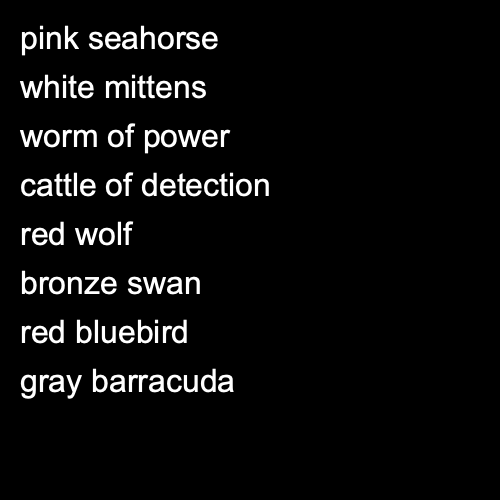 pink seahorse
white mittens
worm of power
cattle of detection
red wolf
bronze swan
red bluebird
gray barracuda